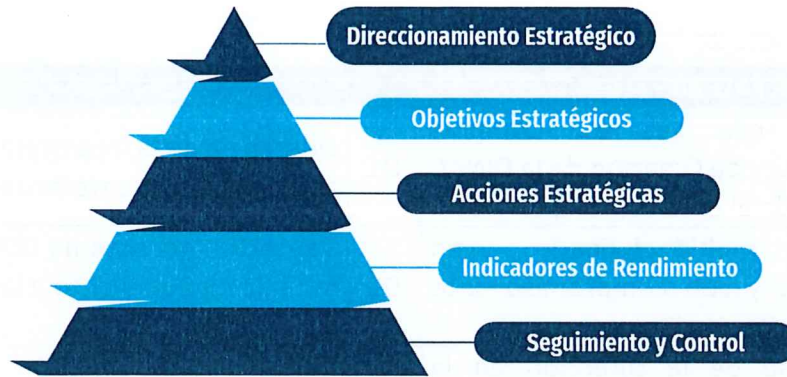 Direccionamiento Estratégico
Objetivos Estratégicos
Acciones Estratégicas
Indicadores de Rendimiento
Seguimiento y Control